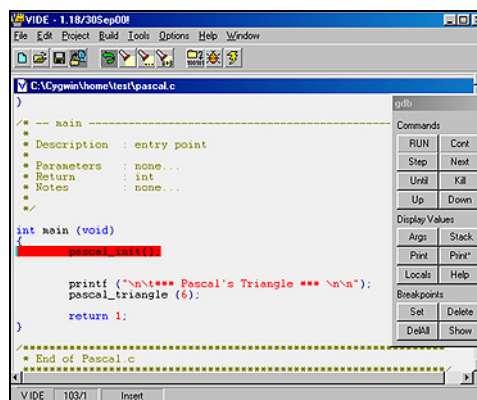 VIDE - 1.18/30Sep00!
File Edit Project Build Tools Options Help Window
C:\Cygwin\home\test\pascal.c
}
/* -- main ----------------------------------------
*
* Description : entry point
*
* Parameters : none...
* Return : int
* Notes : none...
*
*/
int main (void)
{
pascal_init();
printf ("\n\t*** Pascal's Triangle *** \n\n");
pascal_triangle (6);
return 1;
}
/****************************************************
* End of Pascal.c
****************************************************/
gdb
Commands
RUN Cont
Step Next
Until Kill
Up Down
Display Values
Args Stack
Print Print*
Locals Help
Breakpoints
Set Delete
DelAll Show
VIDE 103/1 Insert